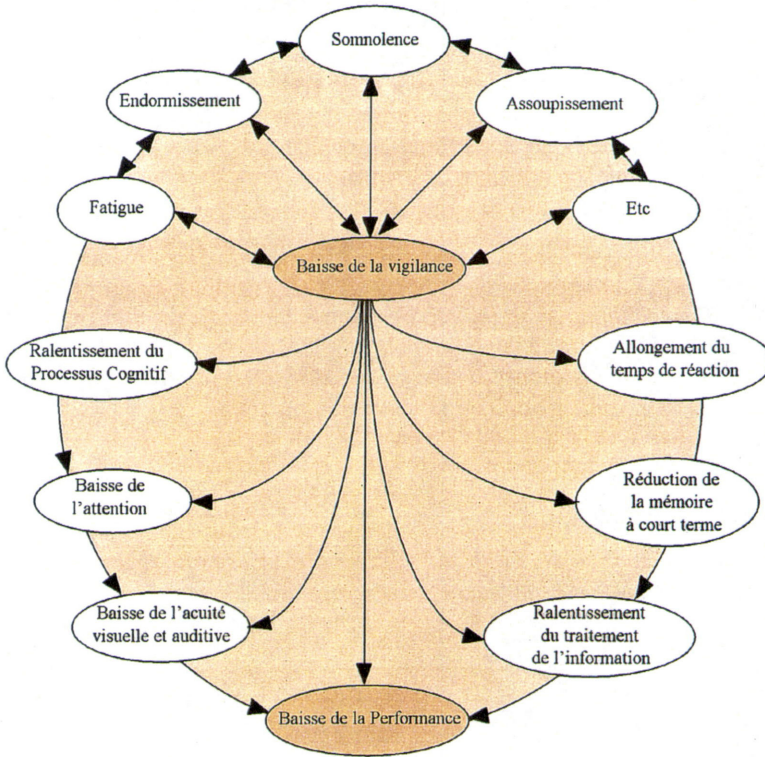 Somnolence
Endormissement
Assoupissement
Fatigue
Etc
Baisse de la vigilance
Ralentissement du
Processus Cognitif
Allongement du
temps de réaction
Baisse de
l'attention
Réduction de
la mémoire
à court terme
Baisse de l'acuité
visuelle et auditive
Ralentissement
du traitement
de l'information
Baisse de la Performance